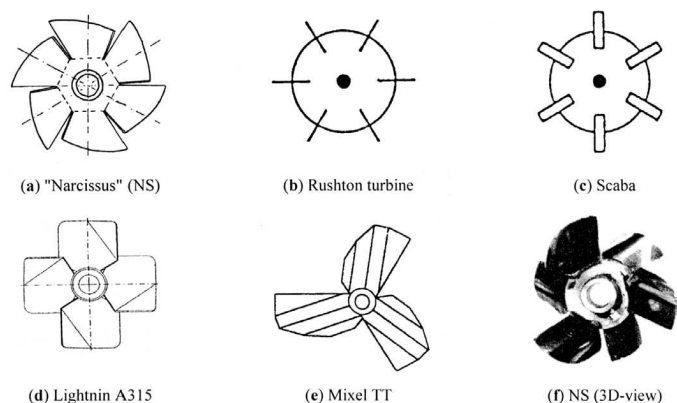 (a) "Narcissus" (NS)
(b) Rushton turbine
(c) Scaba
(d) Lightnin A315
(e) Mixel TT
(f) NS (3D-view)